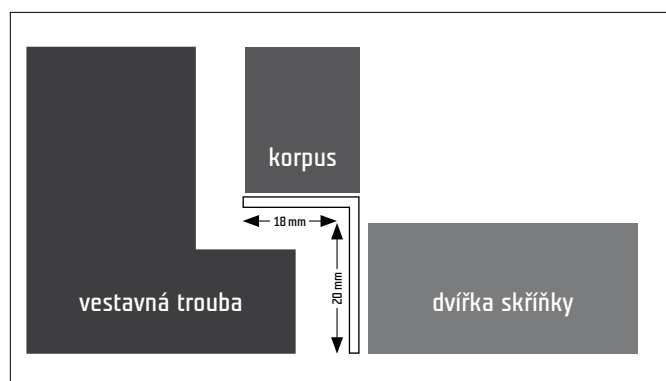 korpus
18 mm
20 mm
vestavná trouba
dvířka skříňky